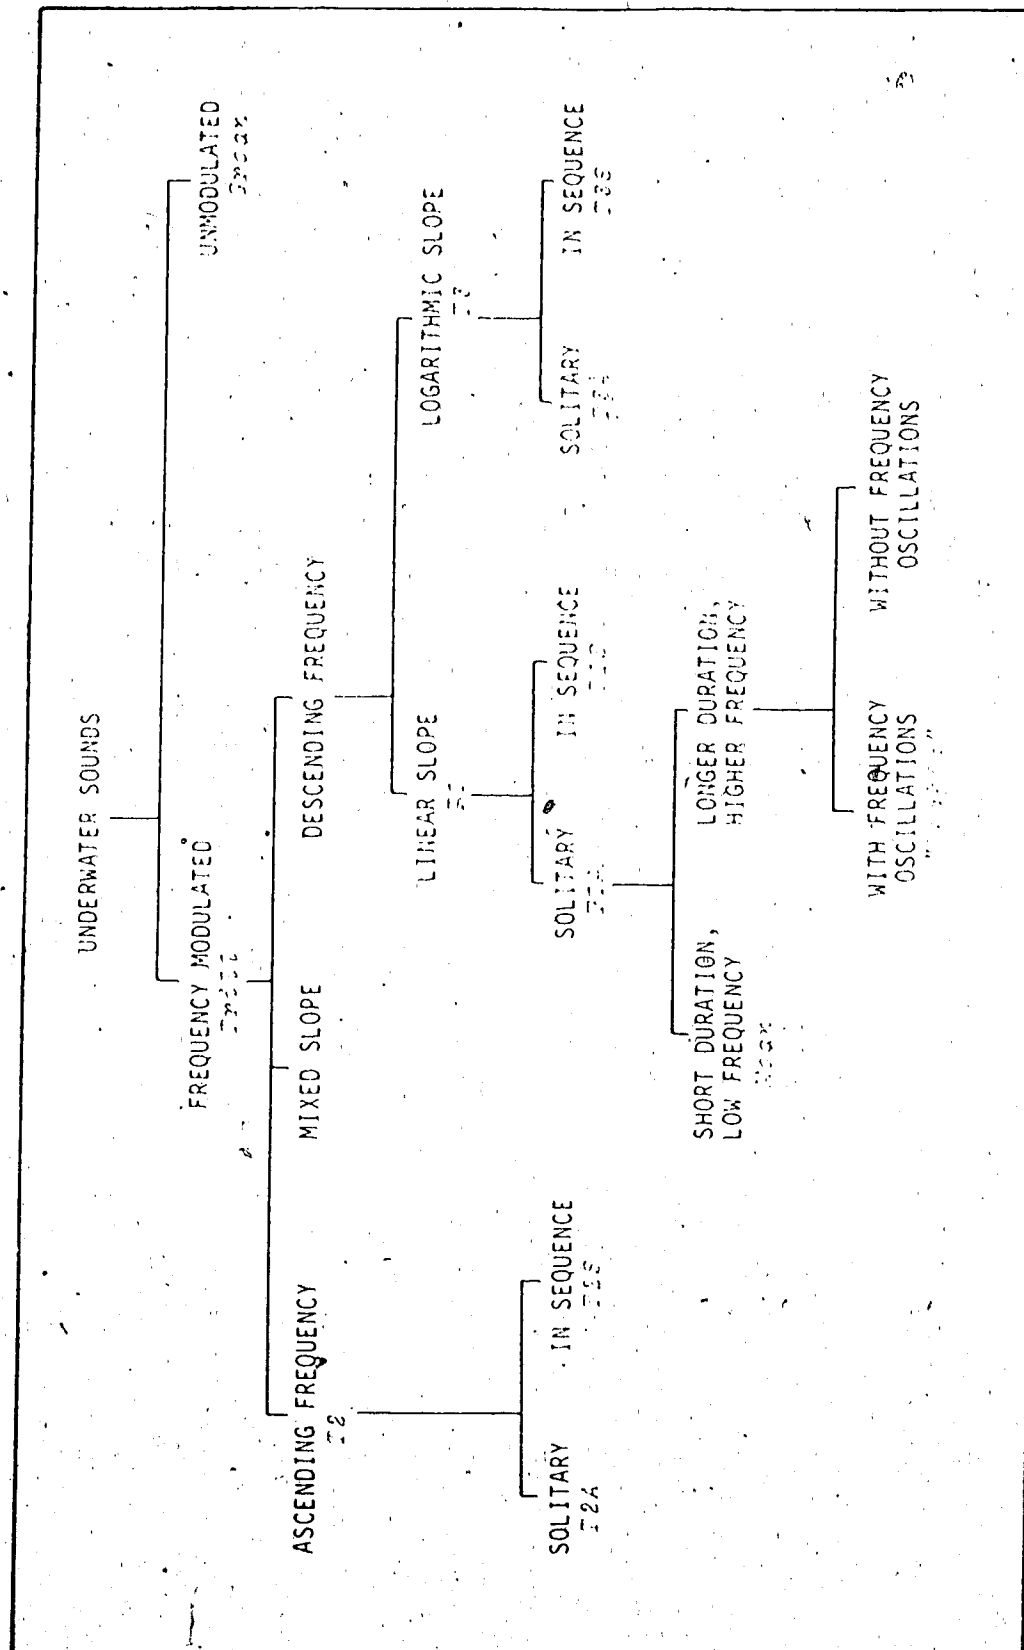 UNDERWATER SOUNDS
FREQUENCY MODULATED
UNMODULATED
ASCENDING FREQUENCY
T2
MIXED SLOPE
DESCENDING FREQUENCY
LINEAR SLOPE
LOGARITHMIC SLOPE
T3
SOLITARY
T2A
IN SEQUENCE
SOLITARY
IN SEQUENCE
SOLITARY
IN SEQUENCE
SHORT DURATION,
LOW FREQUENCY
LONGER DURATION,
HIGHER FREQUENCY
WITH FREQUENCY
OSCILLATIONS
WITHOUT FREQUENCY
OSCILLATIONS